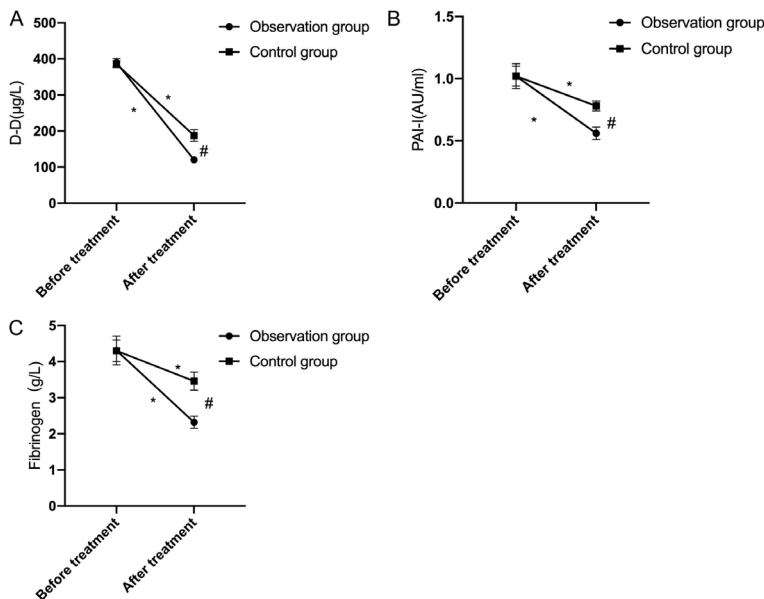 A
500
400
300
200
100
0
D-D(μg/L)
*
*
#
Before treatment
After treatment
Observation group
Control group
B
1.5
1.0
0.5
0.0
PAI-I(AU/ml)
*
*
#
Before treatment
After treatment
Observation group
Control group
C
5
4
3
2
1
0
Fibrinogen (g/L)
*
*
#
Before treatment
After treatment
Observation group
Control group